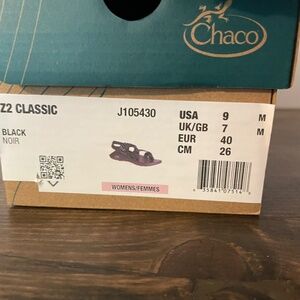 Chaco
Z2 CLASSIC
J105430
USA 9 M
UK/GB 7 M
EUR 40
CM 26
BLACK
NOIR
WOMENS/FEMMES